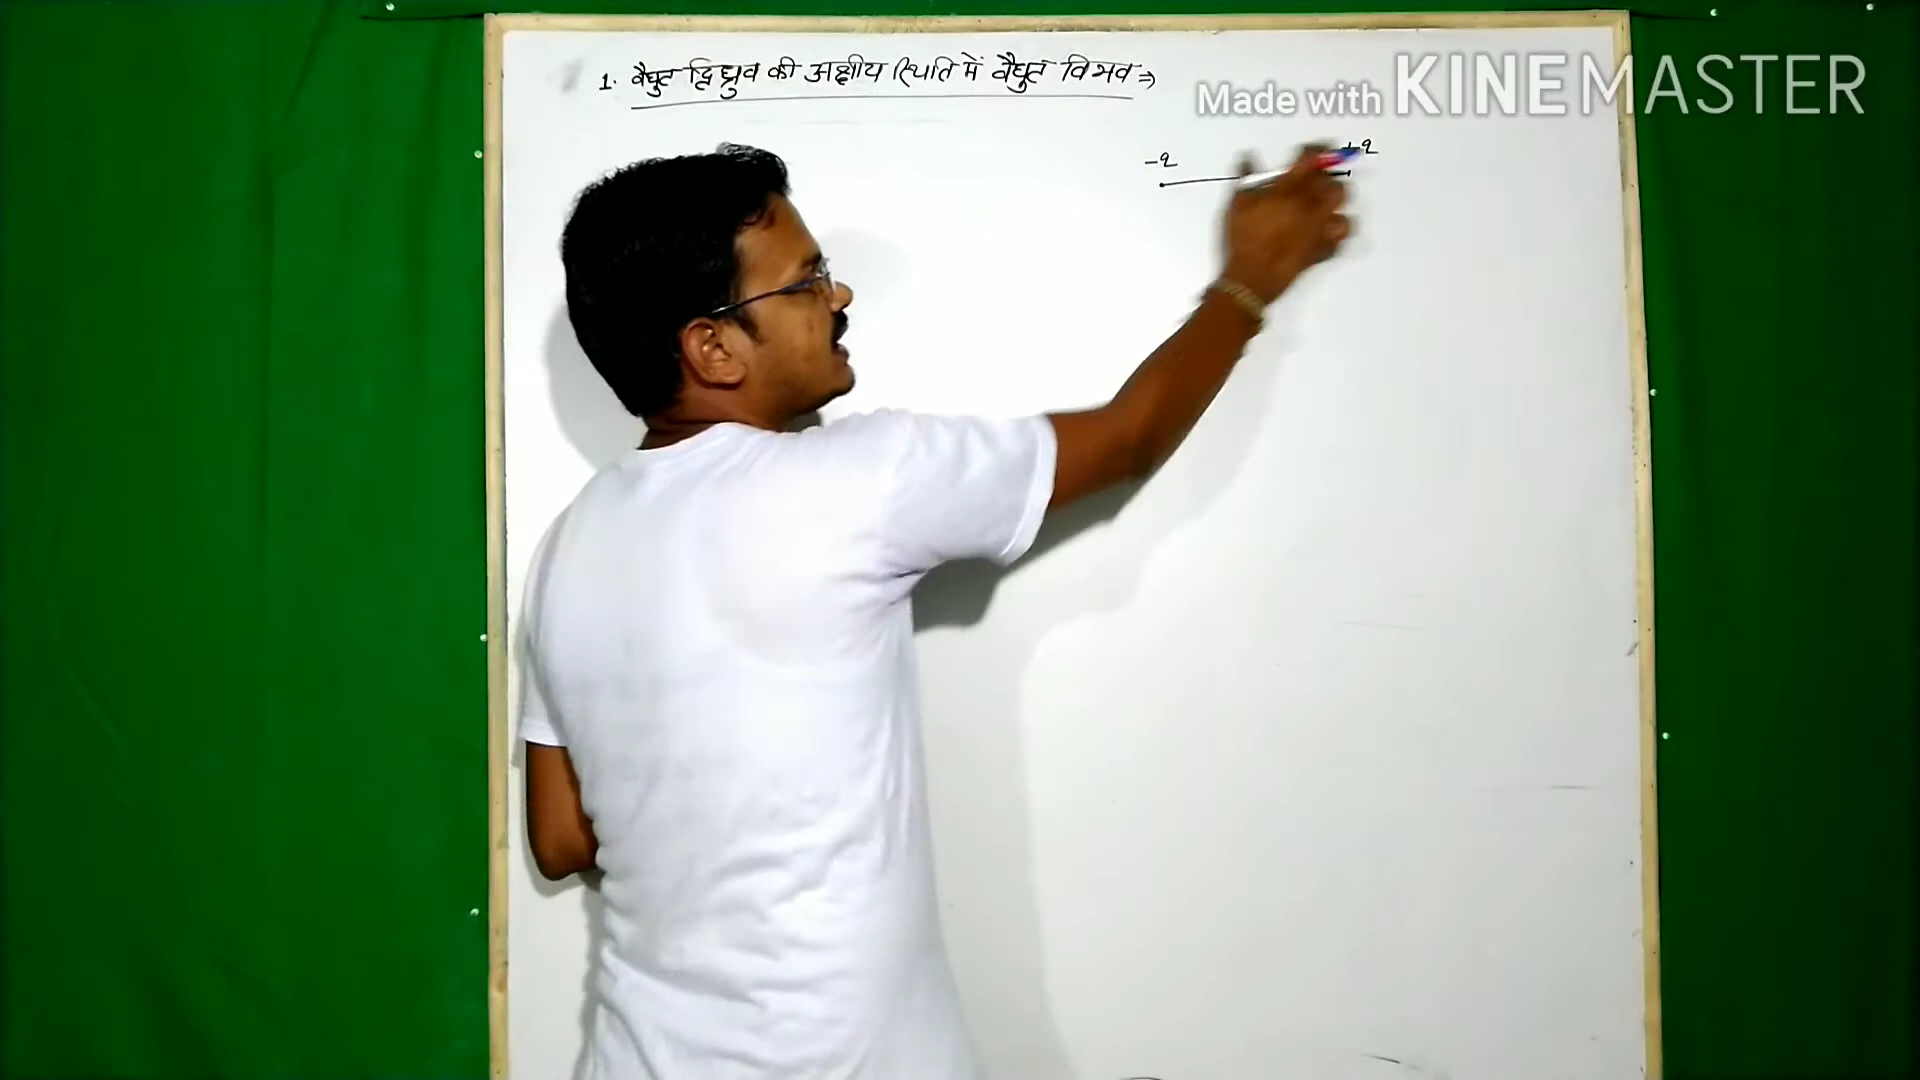 1. वैद्युत द्विध्रुव की अक्षीय स्थिति में वैद्युत विभव ⇒
Made with KINEMASTER
-q +q